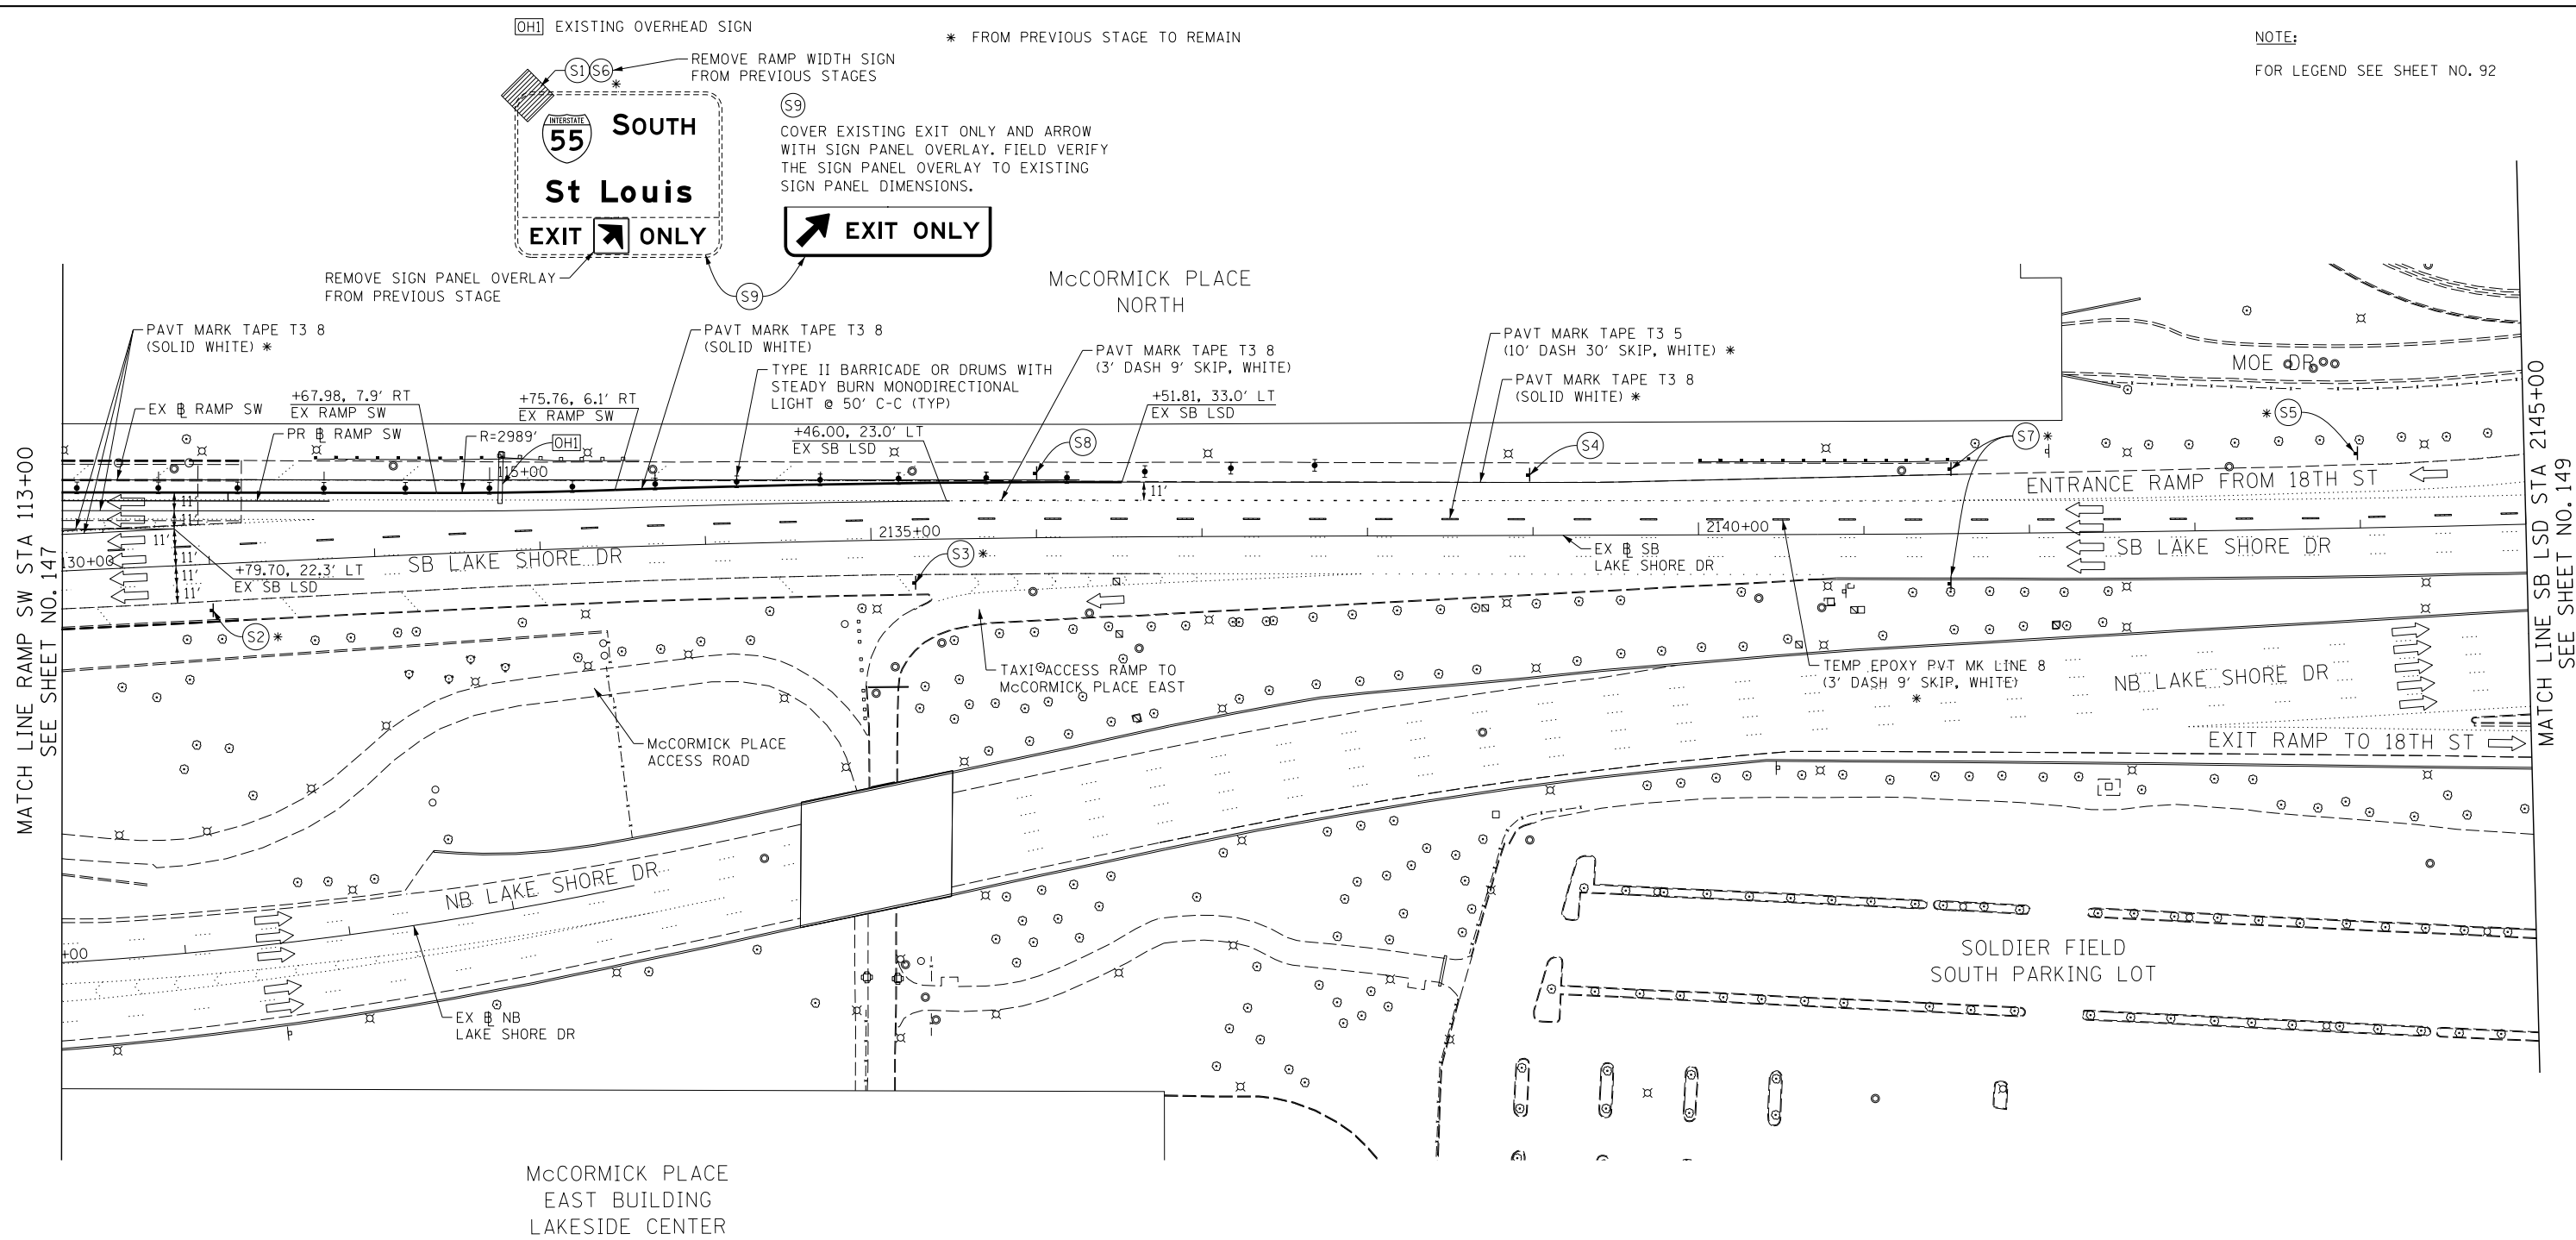 OH1 EXISTING OVERHEAD SIGN
* FROM PREVIOUS STAGE TO REMAIN
NOTE:
FOR LEGEND SEE SHEET NO. 92
S1 S6 *
REMOVE RAMP WIDTH SIGN
FROM PREVIOUS STAGES
INTERSTATE
55 SOUTH
St Louis
EXIT ONLY
S9
COVER EXISTING EXIT ONLY AND ARROW
WITH SIGN PANEL OVERLAY. FIELD VERIFY
THE SIGN PANEL OVERLAY TO EXISTING
SIGN PANEL DIMENSIONS.
EXIT ONLY
REMOVE SIGN PANEL OVERLAY
FROM PREVIOUS STAGE
S9
McCORMICK PLACE
NORTH
PAVT MARK TAPE T3 8
(SOLID WHITE) *
PAVT MARK TAPE T3 8
(SOLID WHITE)
PAVT MARK TAPE T3 8
(3' DASH 9' SKIP, WHITE)
PAVT MARK TAPE T3 5
(10' DASH 30' SKIP, WHITE) *
PAVT MARK TAPE T3 8
(SOLID WHITE) *
MOE DR
TYPE II BARRICADE OR DRUMS WITH
STEADY BURN MONODIRECTIONAL
LIGHT @ 50' C-C (TYP)
EX BL RAMP SW
+67.98, 7.9' RT
EX RAMP SW
+75.76, 6.1' RT
EX RAMP SW
+51.81, 33.0' LT
EX SB LSD
PR BL RAMP SW
R=2989'
OH1
+46.00, 23.0' LT
EX SB LSD
S8
S4
S7 *
* S5
115+00
11'
ENTRANCE RAMP FROM 18TH ST
11'
11'
11'
11'
11'
11'
130+00
2135+00
2140+00
SB LAKE SHORE DR
S3 *
EX BL SB
LAKE SHORE DR
SB LAKE SHORE DR
+79.70, 22.3' LT
EX SB LSD
S2 *
TAXI ACCESS RAMP TO
McCORMICK PLACE EAST
TEMP EPOXY PVT MK LINE 8
(3' DASH 9' SKIP, WHITE)
*
NB LAKE SHORE DR
McCORMICK PLACE
ACCESS ROAD
EXIT RAMP TO 18TH ST
NB LAKE SHORE DR
+00
SOLDIER FIELD
SOUTH PARKING LOT
EX BL NB
LAKE SHORE DR
McCORMICK PLACE
EAST BUILDING
LAKESIDE CENTER
MATCH LINE RAMP SW STA 113+00
SEE SHEET NO. 147
MATCH LINE SB LSD STA 2145+00
SEE SHEET NO. 149